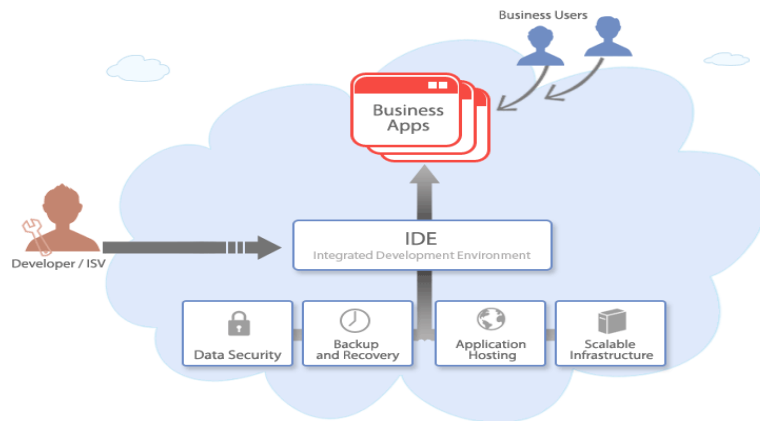 Business Users
Business
Apps
IDE
Integrated Development Environment
Developer / ISV
Data Security
Backup
and Recovery
Application
Hosting
Scalable
Infrastructure